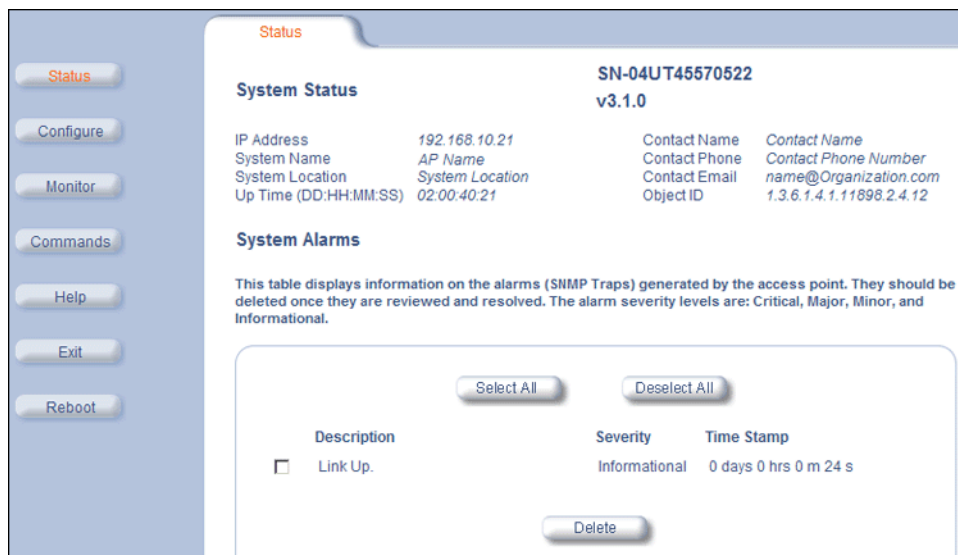 Status
Status
Configure
Monitor
Commands
Help
Exit
Reboot
System Status
SN-04UT45570522
v3.1.0
IP Address 192.168.10.21 Contact Name Contact Name
System Name AP Name Contact Phone Contact Phone Number
System Location System Location Contact Email name@Organization.com
Up Time (DD:HH:MM:SS) 02:00:40:21 Object ID 1.3.6.1.4.1.11898.2.4.12
System Alarms
This table displays information on the alarms (SNMP Traps) generated by the access point. They should be
deleted once they are reviewed and resolved. The alarm severity levels are: Critical, Major, Minor, and
Informational.
Select All Deselect All
Description Severity Time Stamp
Link Up. Informational 0 days 0 hrs 0 m 24 s
Delete